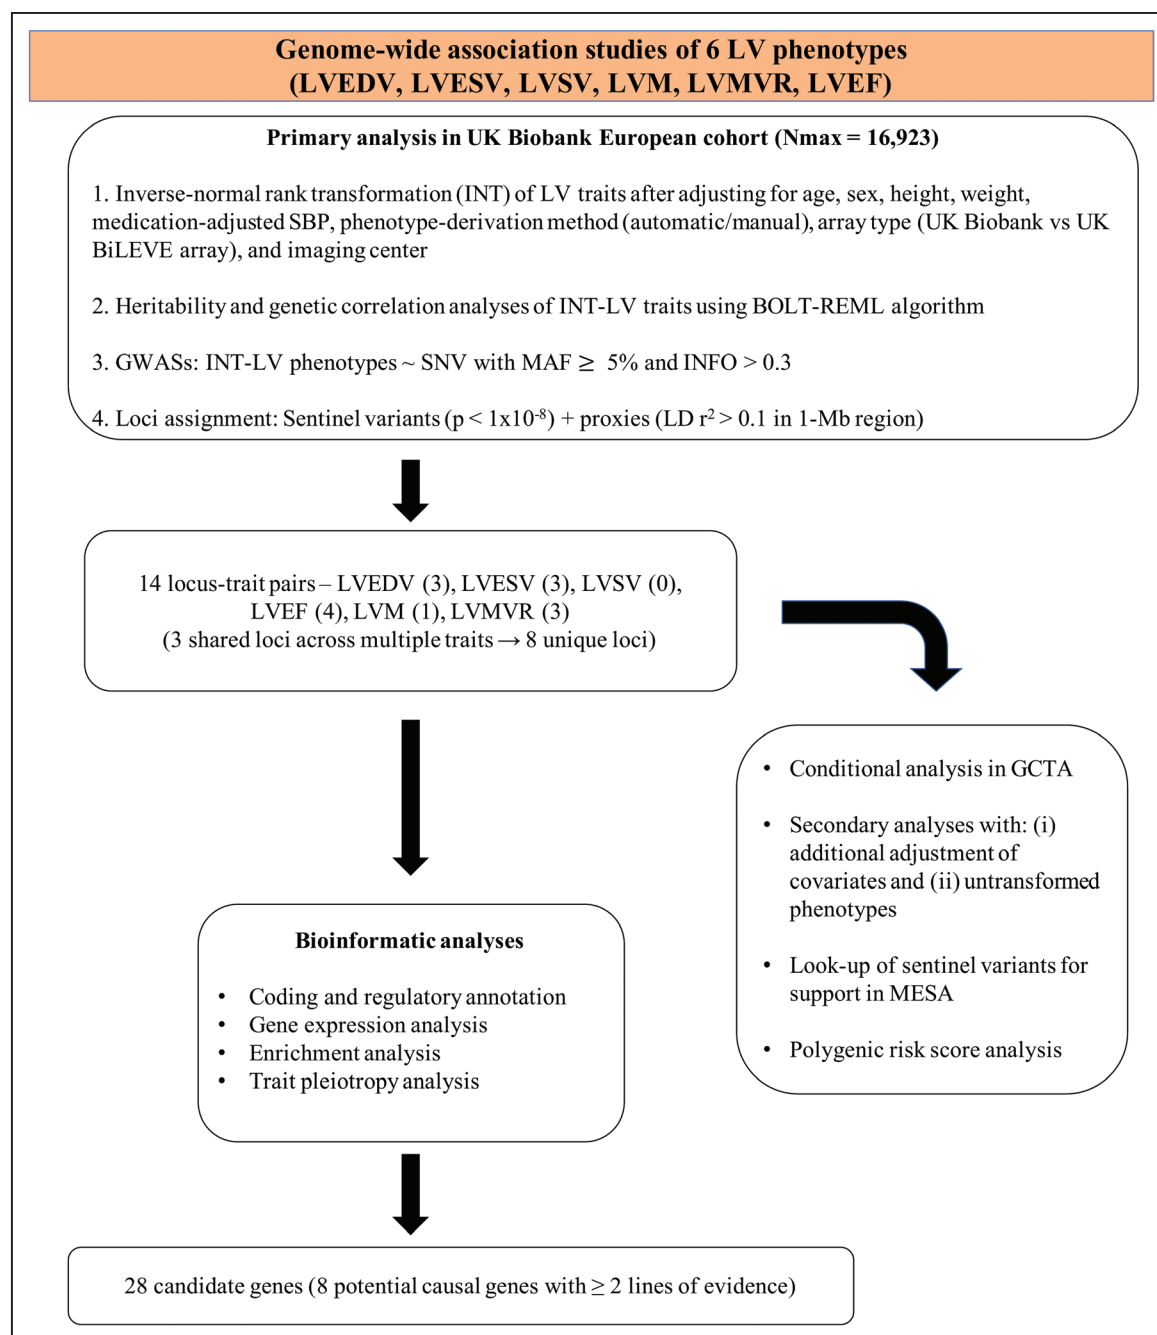 Genome-wide association studies of 6 LV phenotypes
(LVEDV, LVESV, LVSV, LVM, LVMVR, LVEF)
Primary analysis in UK Biobank European cohort (Nmax = 16,923)
1. Inverse-normal rank transformation (INT) of LV traits after adjusting for age, sex, height, weight,
medication-adjusted SBP, phenotype-derivation method (automatic/manual), array type (UK Biobank vs UK
BiLEVE array), and imaging center
2. Heritability and genetic correlation analyses of INT-LV traits using BOLT-REML algorithm
3. GWASs: INT-LV phenotypes ~ SNV with MAF ≥ 5% and INFO > 0.3
4. Loci assignment: Sentinel variants (p < 1x10⁻⁸) + proxies (LD r² > 0.1 in 1-Mb region)
14 locus-trait pairs – LVEDV (3), LVESV (3), LVSV (0),
LVEF (4), LVM (1), LVMVR (3)
(3 shared loci across multiple traits → 8 unique loci)
• Conditional analysis in GCTA
• Secondary analyses with: (i)
additional adjustment of
covariates and (ii) untransformed
phenotypes
• Look-up of sentinel variants for
support in MESA
• Polygenic risk score analysis
Bioinformatic analyses
• Coding and regulatory annotation
• Gene expression analysis
• Enrichment analysis
• Trait pleiotropy analysis
28 candidate genes (8 potential causal genes with ≥ 2 lines of evidence)